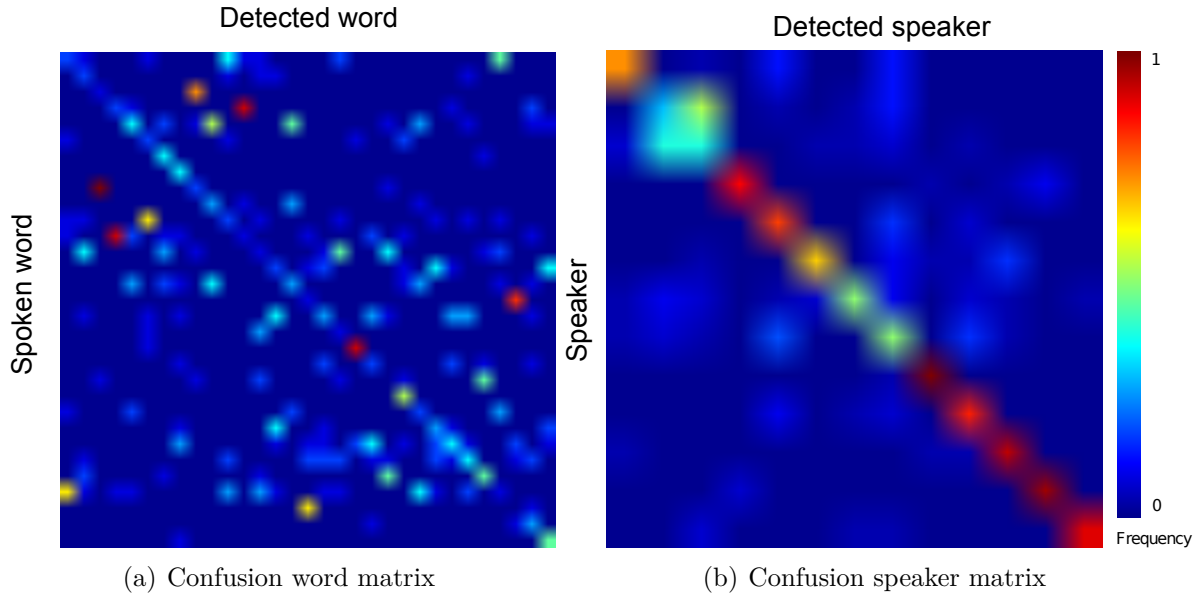 Detected word
Detected speaker
Spoken word
Speaker
1
0
Frequency
(a) Confusion word matrix
(b) Confusion speaker matrix